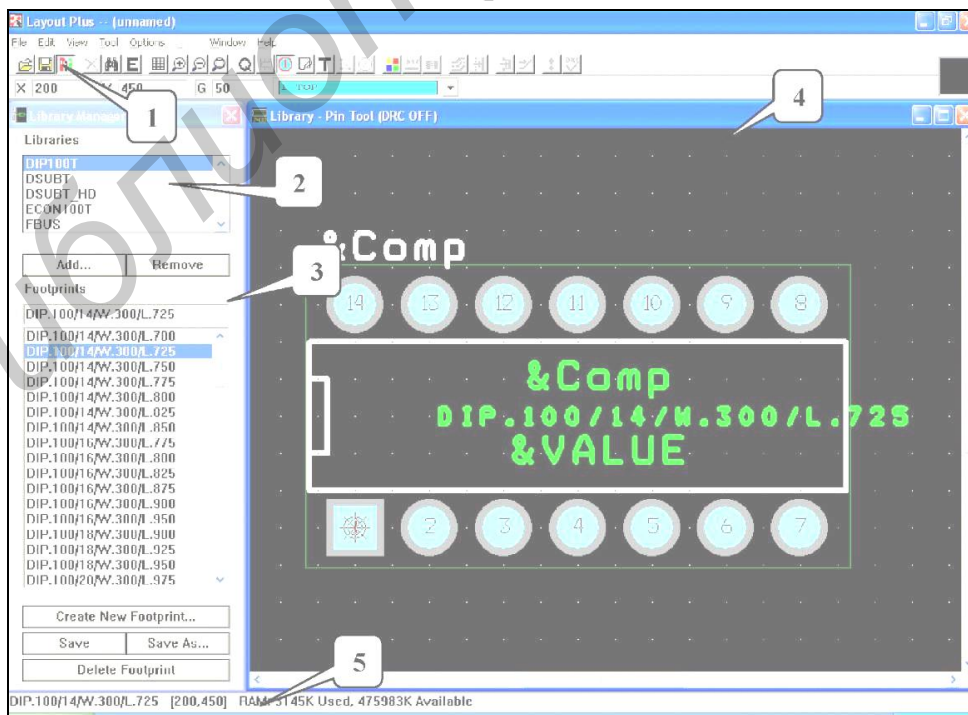 Layout Plus -- (unnamed)
File Edit View Tool Options Window Help
X 200 Y 450 G 50 1 TOP
Library Manager
Library - Pin Tool (DRC OFF)
1
2
3
4
5
Libraries
DIP100T
DSUBT
DSUBT_HD
ECON100T
FBUS
Add... Remove
Footprints
DIP.100/14/W.300/L.725
DIP.100/14/W.300/L.700
DIP.100/14/W.300/L.725
DIP.100/14/W.300/L.750
DIP.100/14/W.300/L.775
DIP.100/14/W.300/L.800
DIP.100/14/W.300/L.825
DIP.100/14/W.300/L.850
DIP.100/16/W.300/L.775
DIP.100/16/W.300/L.800
DIP.100/16/W.300/L.825
DIP.100/16/W.300/L.875
DIP.100/16/W.300/L.900
DIP.100/16/W.300/L.950
DIP.100/18/W.300/L.900
DIP.100/18/W.300/L.925
DIP.100/18/W.300/L.950
DIP.100/20/W.300/L.975
Create New Footprint...
Save Save As...
Delete Footprint
&Comp
14 13 12 11 10 9 8
&Comp
DIP.100/14/W.300/L.725
&VALUE
2 3 4 5 6 7
DIP.100/14/W.300/L.725 [200,450] RAM: 3145K Used, 475983K Available